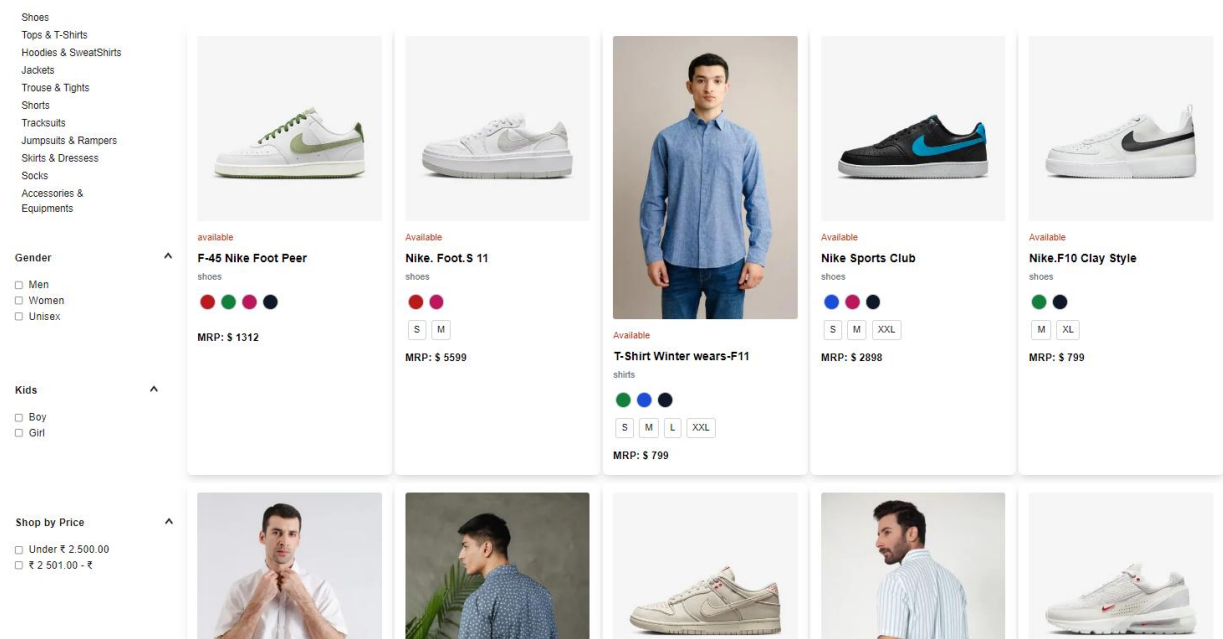 Shoes
Tops & T-Shirts
Hoodies & SweatShirts
Jackets
Trouse & Tights
Shorts
Tracksuits
Jumpsuits & Rampers
Skirts & Dressess
Socks
Accessories &
Equipments
Gender
Men
Women
Unisex
Kids
Boy
Girl
Shop by Price
Under ₹ 2.500.00
₹ 2 501.00 - ₹
available
F-45 Nike Foot Peer
shoes
MRP: $ 1312
Available
Nike. Foot.S 11
shoes
S M
MRP: $ 5599
Available
T-Shirt Winter wears-F11
shirts
S M L XXL
MRP: $ 799
Available
Nike Sports Club
shoes
S M XXL
MRP: $ 2898
Available
Nike.F10 Clay Style
shoes
M XL
MRP: $ 799